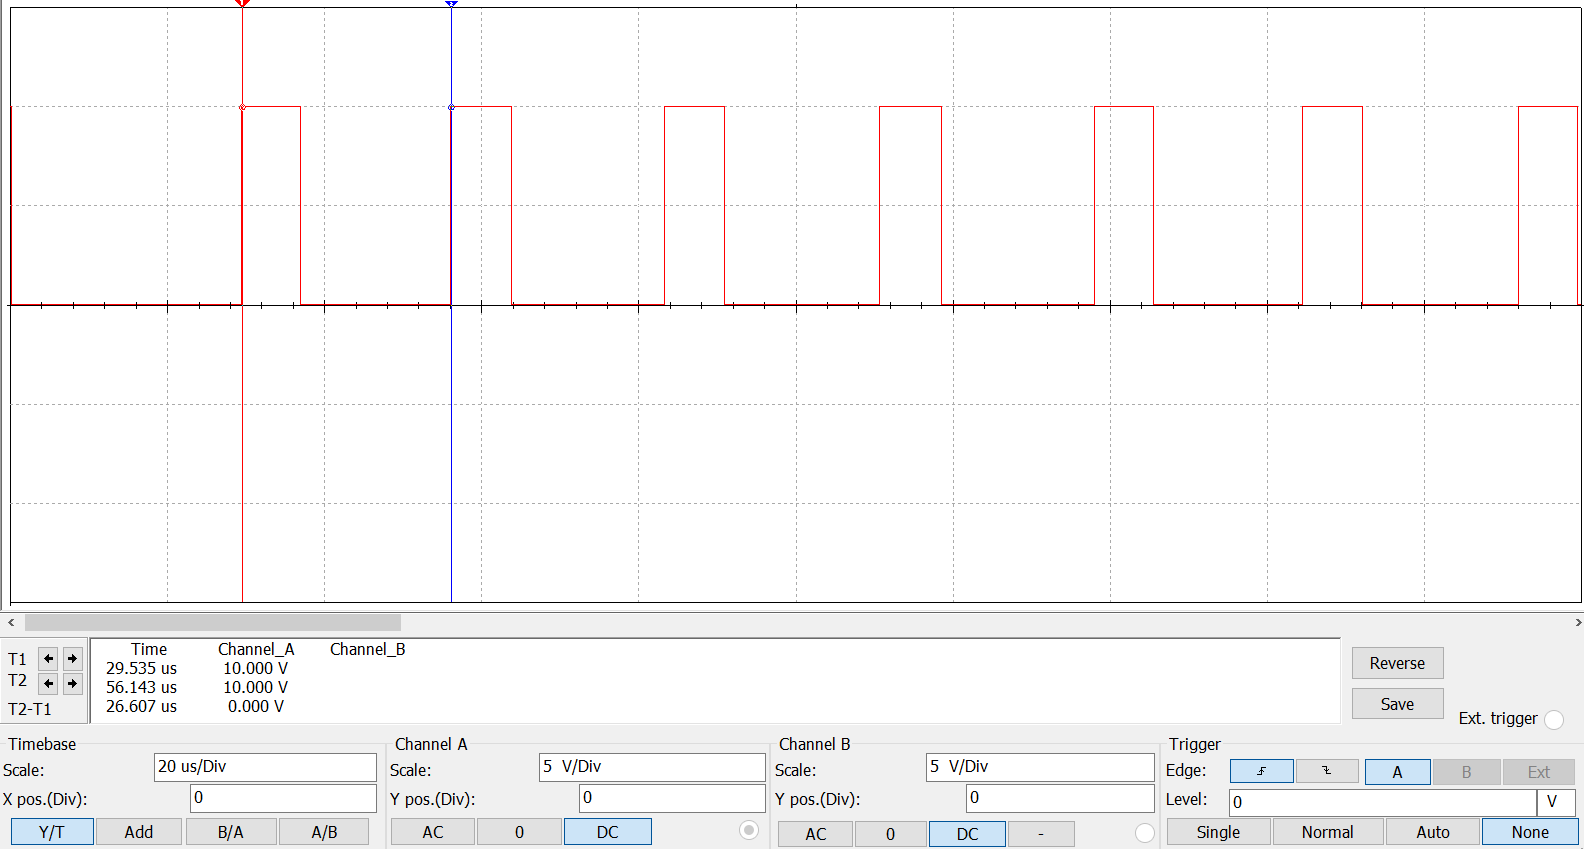 Time Channel_A Channel_B
T1 29.535 us 10.000 V
T2 56.143 us 10.000 V
T2-T1 26.607 us 0.000 V
Reverse
Save
Ext. trigger
Timebase
Scale: 20 us/Div
X pos.(Div): 0
Y/T Add B/A A/B
Channel A
Scale: 5 V/Div
Y pos.(Div): 0
AC 0 DC
Channel B
Scale: 5 V/Div
Y pos.(Div): 0
AC 0 DC -
Trigger
Edge: A B Ext
Level: 0 V
Single Normal Auto None